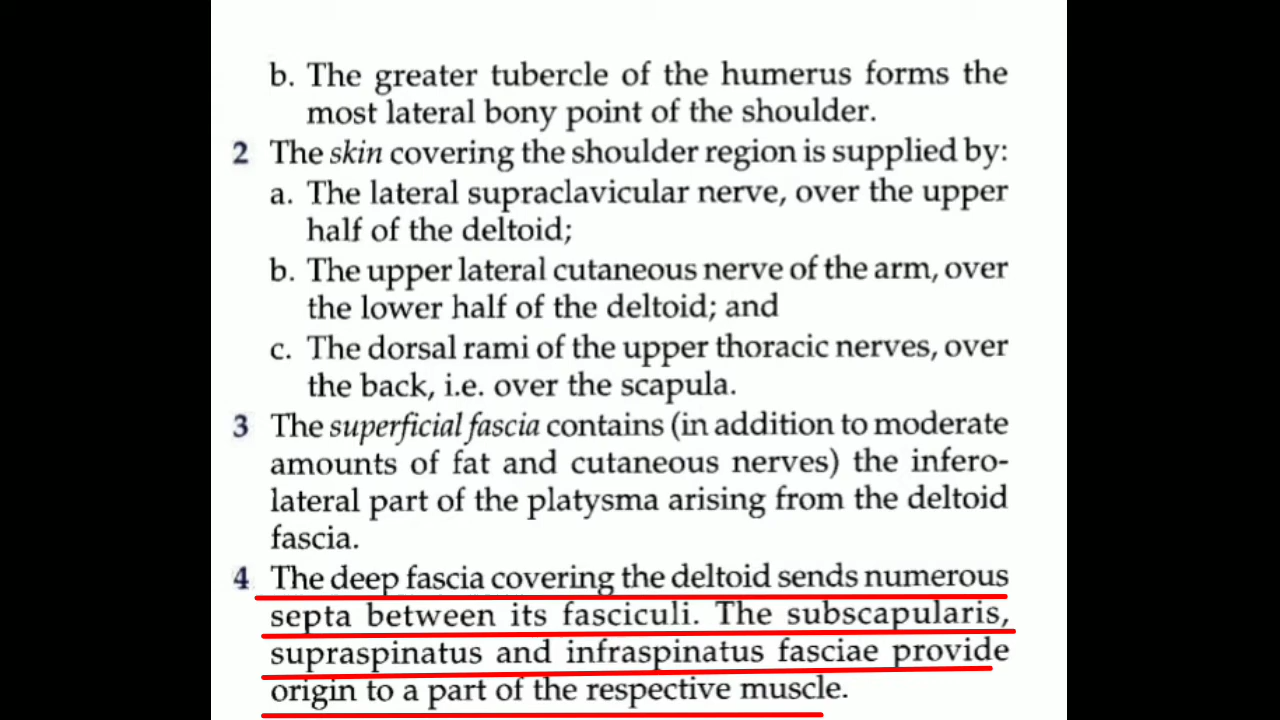 b. The greater tubercle of the humerus forms the
most lateral bony point of the shoulder.
2 The skin covering the shoulder region is supplied by:
a. The lateral supraclavicular nerve, over the upper
half of the deltoid;
b. The upper lateral cutaneous nerve of the arm, over
the lower half of the deltoid; and
c. The dorsal rami of the upper thoracic nerves, over
the back, i.e. over the scapula.
3 The superficial fascia contains (in addition to moderate
amounts of fat and cutaneous nerves) the infero-
lateral part of the platysma arising from the deltoid
fascia.
4 The deep fascia covering the deltoid sends numerous
septa between its fasciculi. The subscapularis,
supraspinatus and infraspinatus fasciae provide
origin to a part of the respective muscle.